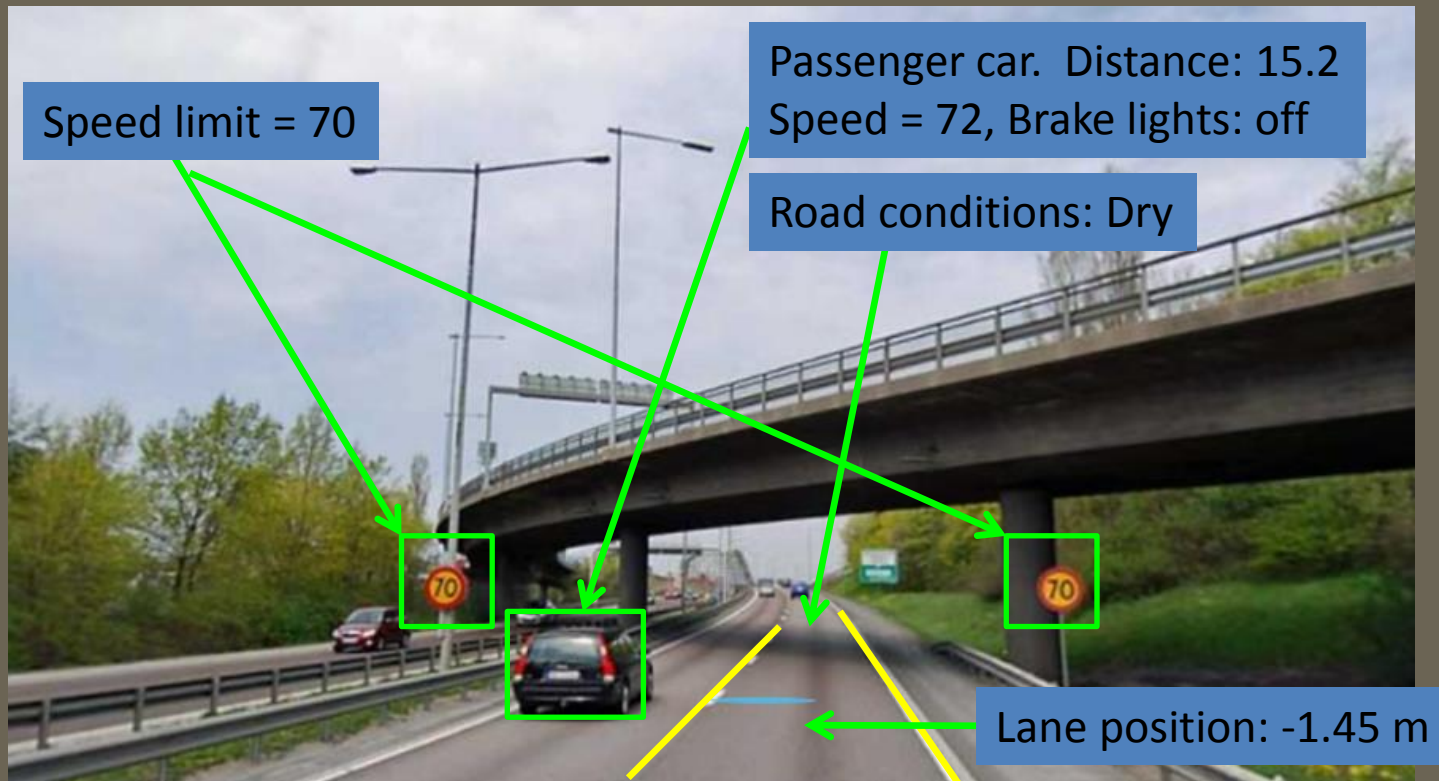 Speed limit = 70
Passenger car.  Distance: 15.2
Speed = 72, Brake lights: off
Road conditions: Dry
70
70
Lane position: -1.45 m